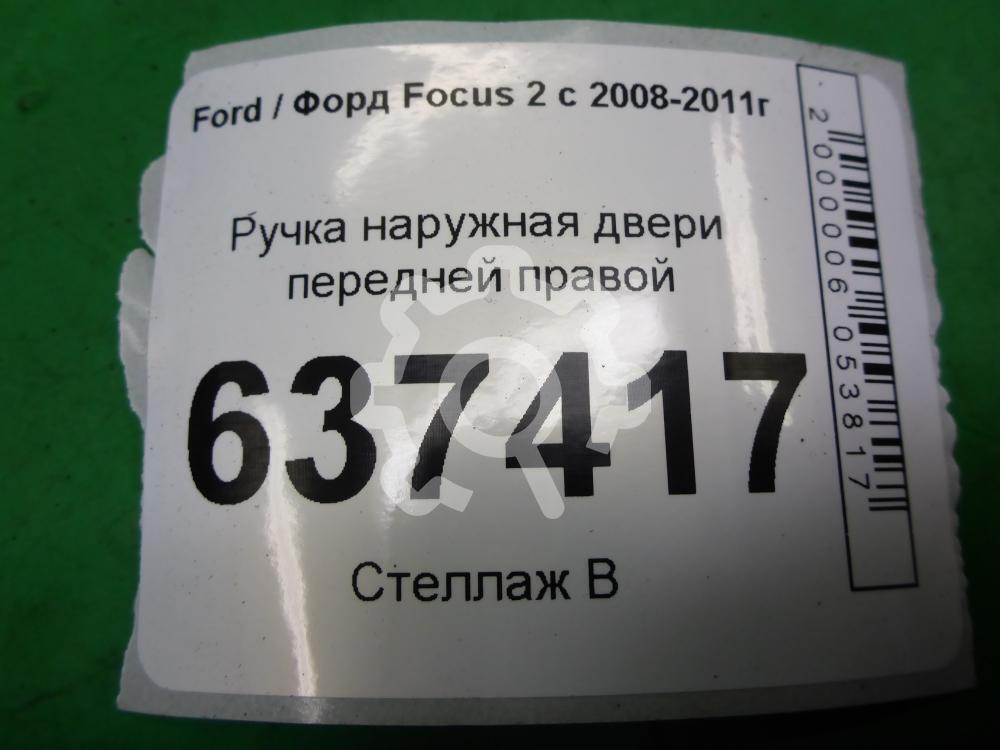 Ford / Форд Focus 2 с 2008-2011г
Ручка наружная двери
передней правой
637417
Стеллаж В
2000006053817